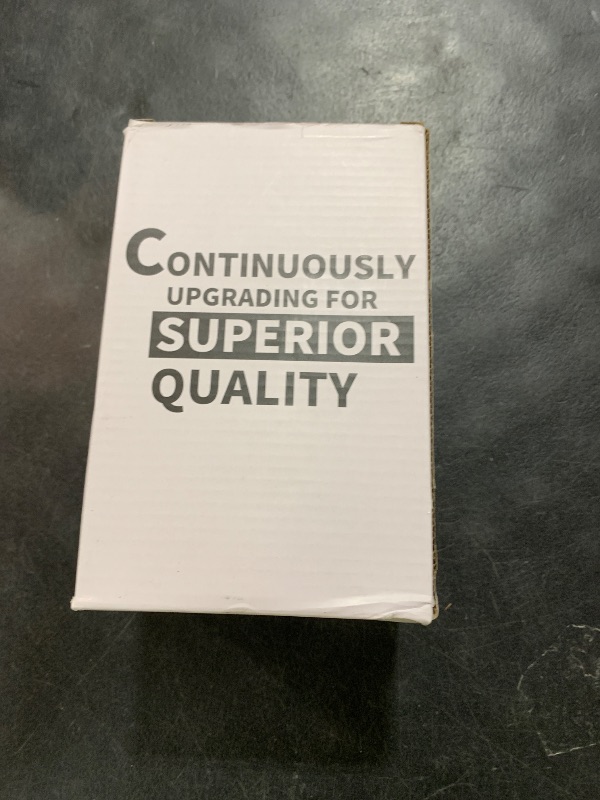 CONTINUOUSLY
UPGRADING FOR
SUPERIOR
QUALITY